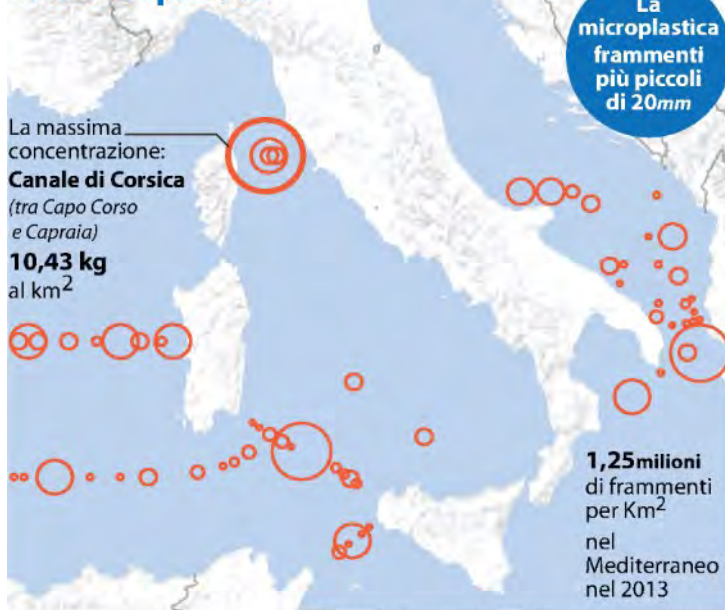 La
microplastica
frammenti
più piccoli
di 20mm
La massima
concentrazione:
Canale di Corsica
(tra Capo Corso
e Capraia)
10,43 kg
al km²
1,25milioni
di frammenti
per Km²
nel
Mediterraneo
nel 2013